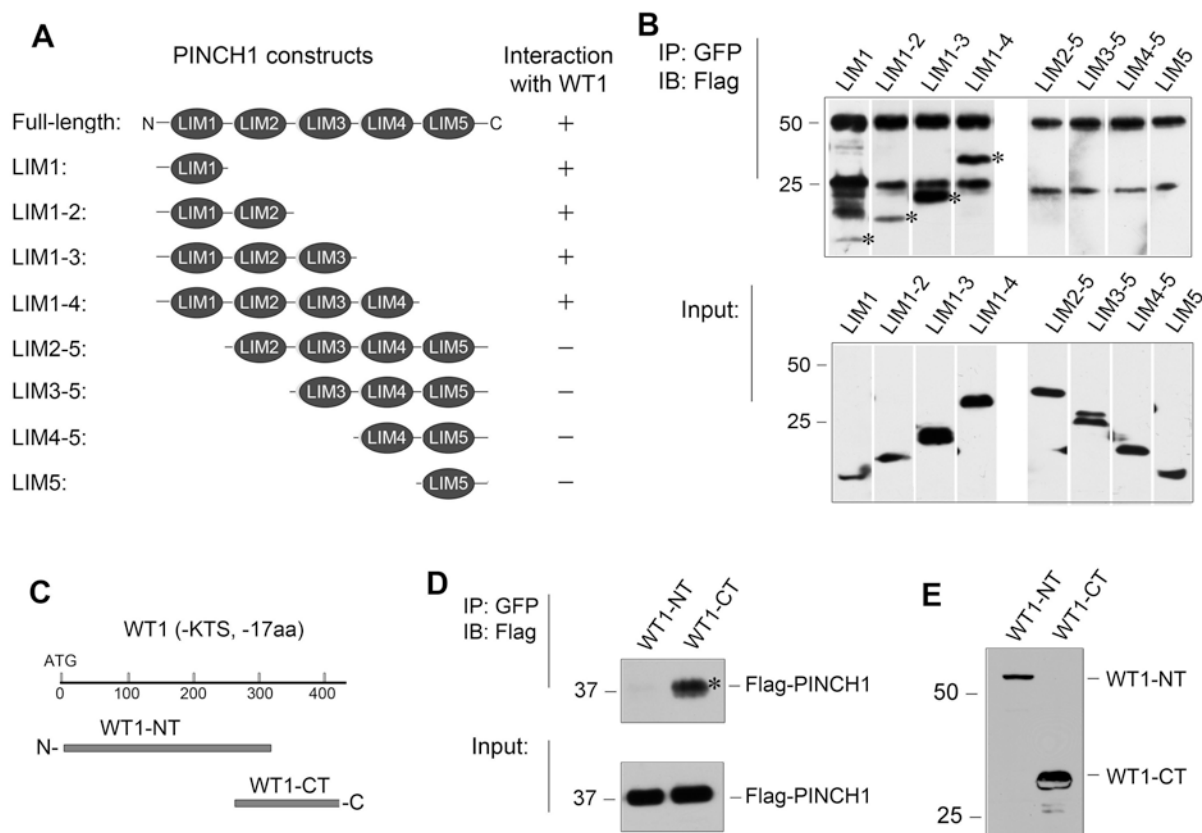 A
PINCH1 constructs
Interaction
with WT1
Full-length: N LIM1 LIM2 LIM3 LIM4 LIM5 C +
LIM1: LIM1 +
LIM1-2: LIM1 LIM2 +
LIM1-3: LIM1 LIM2 LIM3 +
LIM1-4: LIM1 LIM2 LIM3 LIM4 +
LIM2-5: LIM2 LIM3 LIM4 LIM5 –
LIM3-5: LIM3 LIM4 LIM5 –
LIM4-5: LIM4 LIM5 –
LIM5: LIM5 –
B
IP: GFP
IB: Flag
LIM1 LIM1-2 LIM1-3 LIM1-4 LIM2-5 LIM3-5 LIM4-5 LIM5
50 –
25 –
* * * *
Input:
LIM1 LIM1-2 LIM1-3 LIM1-4 LIM2-5 LIM3-5 LIM4-5 LIM5
50 –
25 –
C
WT1 (-KTS, -17aa)
ATG
0 100 200 300 400
WT1-NT
N-
WT1-CT
-C
D
IP: GFP
IB: Flag
WT1-NT WT1-CT
37 – * – Flag-PINCH1
Input:
37 – – Flag-PINCH1
E
WT1-NT WT1-CT
50 – – WT1-NT
– WT1-CT
25 –